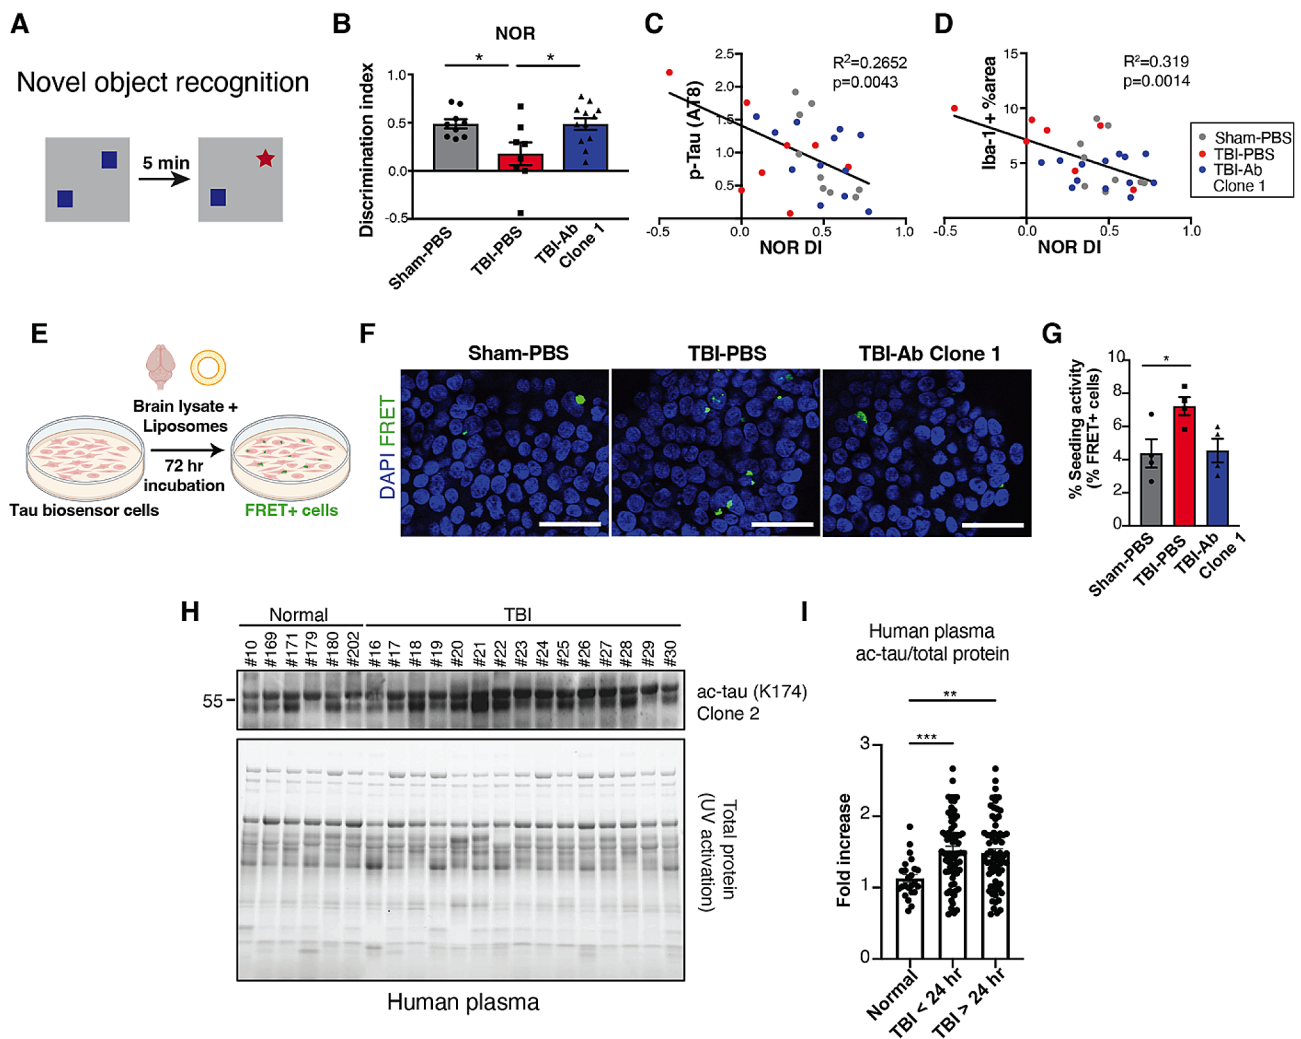 A
Novel object recognition
5 min
B
NOR
*
*
Discrimination index
1.0
0.5
0.0
-0.5
Sham-PBS
TBI-PBS
TBI-Ab
Clone 1
C
p-Tau (AT8)
2.5
2.0
1.5
1.0
0.5
R²=0.2652
p=0.0043
-0.5
0.0
0.5
1.0
NOR DI
D
Iba-1+ %area
15
10
5
R²=0.319
p=0.0014
-0.5
0.0
0.5
1.0
NOR DI
Sham-PBS
TBI-PBS
TBI-Ab
Clone 1
E
Brain lysate +
Liposomes
72 hr
incubation
Tau biosensor cells
FRET+ cells
F
Sham-PBS
TBI-PBS
TBI-Ab Clone 1
DAPI FRET
G
% Seeding activity
(% FRET+ cells)
10
8
6
4
2
0
*
Sham-PBS
TBI-PBS
TBI-Ab
Clone 1
H
Normal
TBI
#10 #169 #171 #179 #180 #202 #16 #17 #18 #19 #20 #21 #22 #23 #24 #25 #26 #27 #28 #29 #30
55
ac-tau (K174)
Clone 2
Total protein
(UV activation)
Human plasma
I
Human plasma
ac-tau/total protein
**
***
Fold increase
3
2
1
0
Normal
TBI < 24 hr
TBI > 24 hr